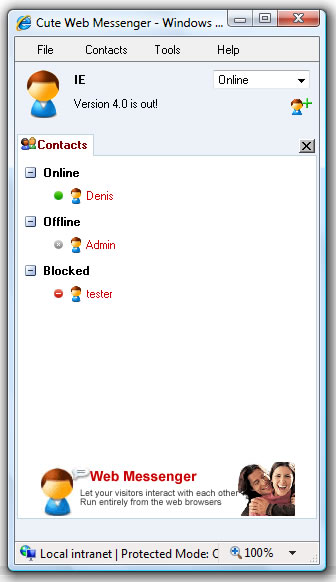 Cute Web Messenger - Windows ...
File Contacts Tools Help
IE
Online
Version 4.0 is out!
Contacts
Online
Denis
Offline
Admin
Blocked
tester
Web Messenger
Let your visitors interact with each other
Run entirely from the web browsers
Local intranet | Protected Mode: O
100%